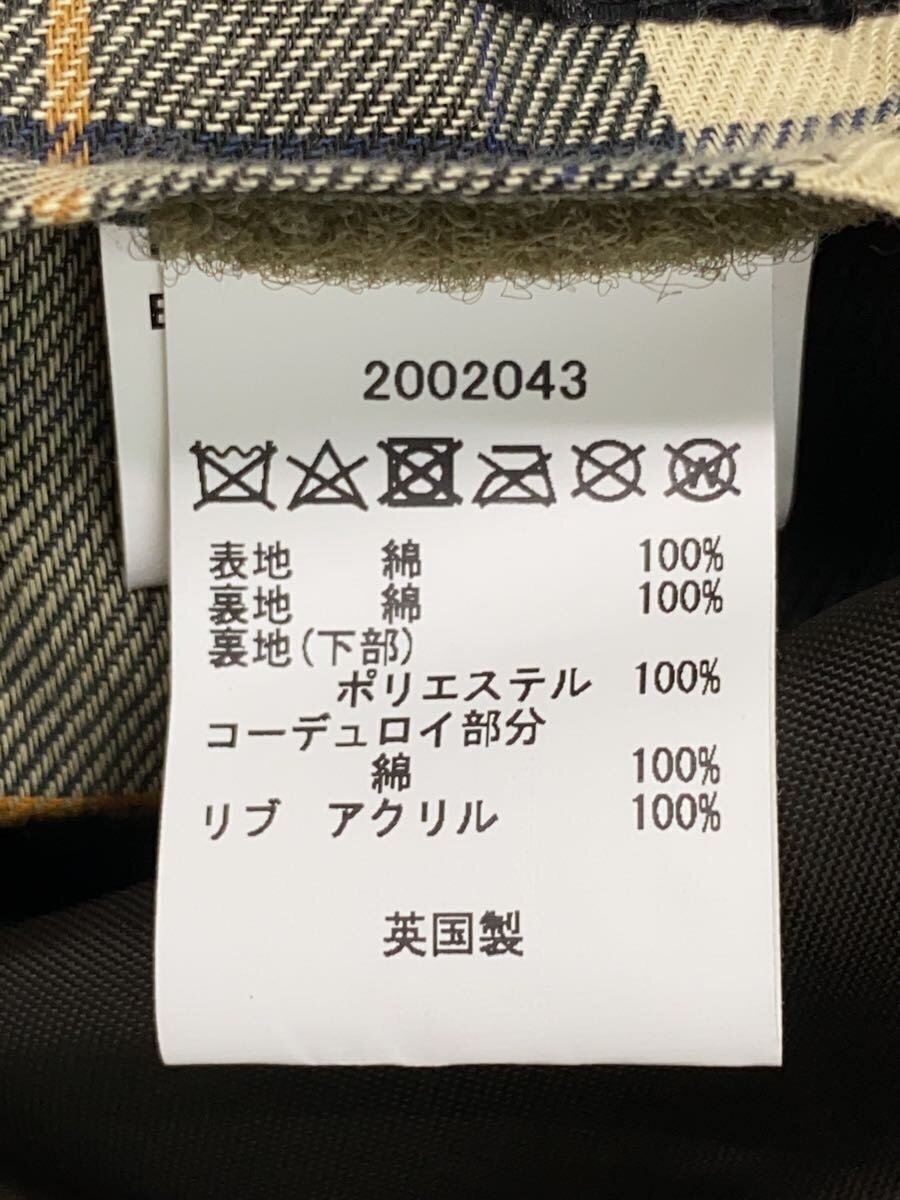 2002043
表地 綿 100%
裏地 綿 100%
裏地(下部)
ポリエステル 100%
コーデュロイ部分
綿 100%
リブ アクリル 100%
英国製